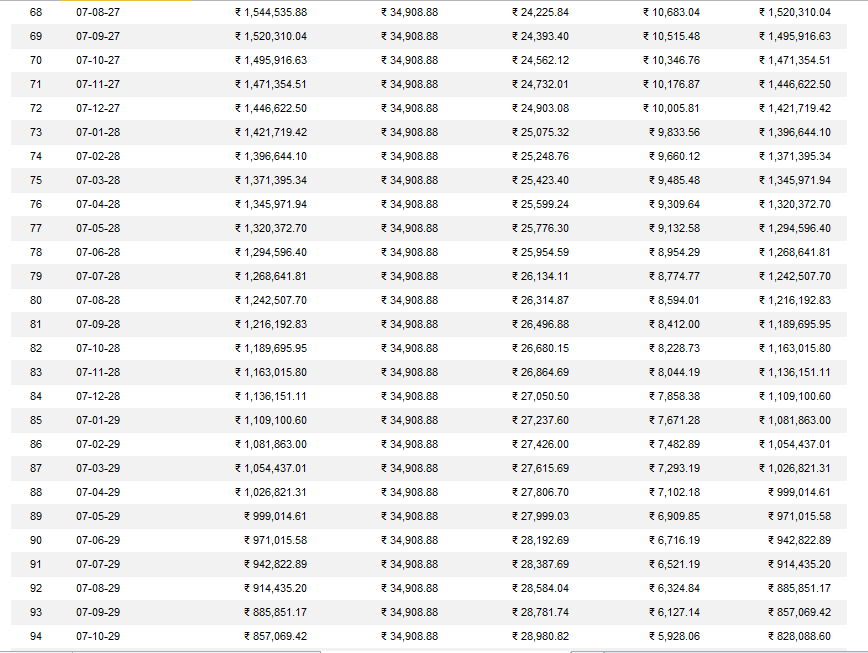 68 07-08-27 ₹ 1,544,535.88 ₹ 34,908.88 ₹ 24,225.84 ₹ 10,683.04 ₹ 1,520,310.04
69 07-09-27 ₹ 1,520,310.04 ₹ 34,908.88 ₹ 24,393.40 ₹ 10,515.48 ₹ 1,495,916.63
70 07-10-27 ₹ 1,495,916.63 ₹ 34,908.88 ₹ 24,562.12 ₹ 10,346.76 ₹ 1,471,354.51
71 07-11-27 ₹ 1,471,354.51 ₹ 34,908.88 ₹ 24,732.01 ₹ 10,176.87 ₹ 1,446,622.50
72 07-12-27 ₹ 1,446,622.50 ₹ 34,908.88 ₹ 24,903.08 ₹ 10,005.81 ₹ 1,421,719.42
73 07-01-28 ₹ 1,421,719.42 ₹ 34,908.88 ₹ 25,075.32 ₹ 9,833.56 ₹ 1,396,644.10
74 07-02-28 ₹ 1,396,644.10 ₹ 34,908.88 ₹ 25,248.76 ₹ 9,660.12 ₹ 1,371,395.34
75 07-03-28 ₹ 1,371,395.34 ₹ 34,908.88 ₹ 25,423.40 ₹ 9,485.48 ₹ 1,345,971.94
76 07-04-28 ₹ 1,345,971.94 ₹ 34,908.88 ₹ 25,599.24 ₹ 9,309.64 ₹ 1,320,372.70
77 07-05-28 ₹ 1,320,372.70 ₹ 34,908.88 ₹ 25,776.30 ₹ 9,132.58 ₹ 1,294,596.40
78 07-06-28 ₹ 1,294,596.40 ₹ 34,908.88 ₹ 25,954.59 ₹ 8,954.29 ₹ 1,268,641.81
79 07-07-28 ₹ 1,268,641.81 ₹ 34,908.88 ₹ 26,134.11 ₹ 8,774.77 ₹ 1,242,507.70
80 07-08-28 ₹ 1,242,507.70 ₹ 34,908.88 ₹ 26,314.87 ₹ 8,594.01 ₹ 1,216,192.83
81 07-09-28 ₹ 1,216,192.83 ₹ 34,908.88 ₹ 26,496.88 ₹ 8,412.00 ₹ 1,189,695.95
82 07-10-28 ₹ 1,189,695.95 ₹ 34,908.88 ₹ 26,680.15 ₹ 8,228.73 ₹ 1,163,015.80
83 07-11-28 ₹ 1,163,015.80 ₹ 34,908.88 ₹ 26,864.69 ₹ 8,044.19 ₹ 1,136,151.11
84 07-12-28 ₹ 1,136,151.11 ₹ 34,908.88 ₹ 27,050.50 ₹ 7,858.38 ₹ 1,109,100.60
85 07-01-29 ₹ 1,109,100.60 ₹ 34,908.88 ₹ 27,237.60 ₹ 7,671.28 ₹ 1,081,863.00
86 07-02-29 ₹ 1,081,863.00 ₹ 34,908.88 ₹ 27,426.00 ₹ 7,482.89 ₹ 1,054,437.01
87 07-03-29 ₹ 1,054,437.01 ₹ 34,908.88 ₹ 27,615.69 ₹ 7,293.19 ₹ 1,026,821.31
88 07-04-29 ₹ 1,026,821.31 ₹ 34,908.88 ₹ 27,806.70 ₹ 7,102.18 ₹ 999,014.61
89 07-05-29 ₹ 999,014.61 ₹ 34,908.88 ₹ 27,999.03 ₹ 6,909.85 ₹ 971,015.58
90 07-06-29 ₹ 971,015.58 ₹ 34,908.88 ₹ 28,192.69 ₹ 6,716.19 ₹ 942,822.89
91 07-07-29 ₹ 942,822.89 ₹ 34,908.88 ₹ 28,387.69 ₹ 6,521.19 ₹ 914,435.20
92 07-08-29 ₹ 914,435.20 ₹ 34,908.88 ₹ 28,584.04 ₹ 6,324.84 ₹ 885,851.17
93 07-09-29 ₹ 885,851.17 ₹ 34,908.88 ₹ 28,781.74 ₹ 6,127.14 ₹ 857,069.42
94 07-10-29 ₹ 857,069.42 ₹ 34,908.88 ₹ 28,980.82 ₹ 5,928.06 ₹ 828,088.60